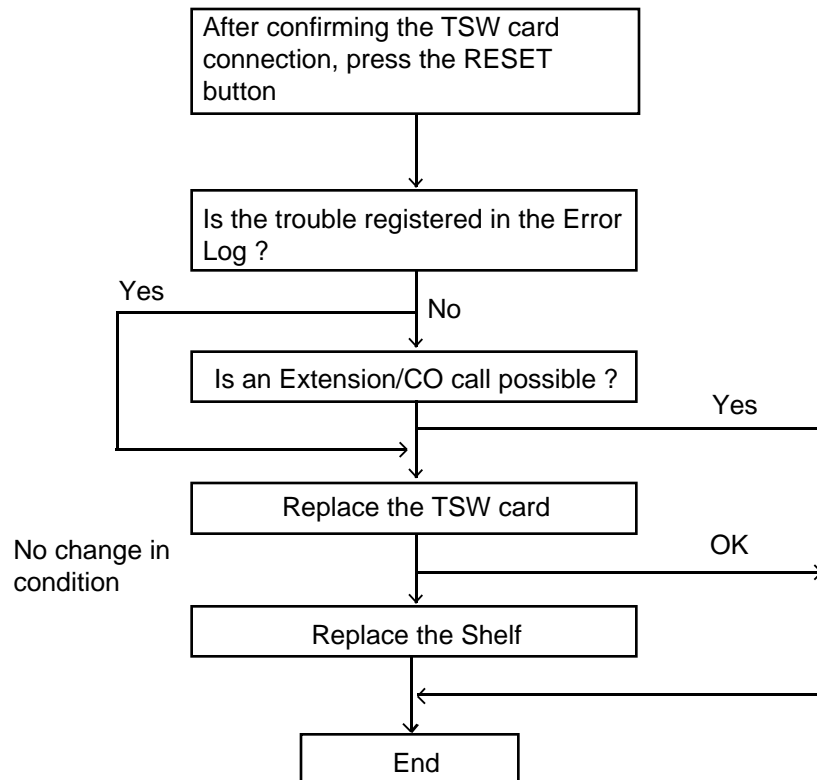 After confirming the TSW card
connection, press the RESET
button
Is the trouble registered in the Error
Log ?
Yes
No
Is an Extension/CO call possible ?
Yes
Replace the TSW card
No change in
condition
OK
Replace the Shelf
End